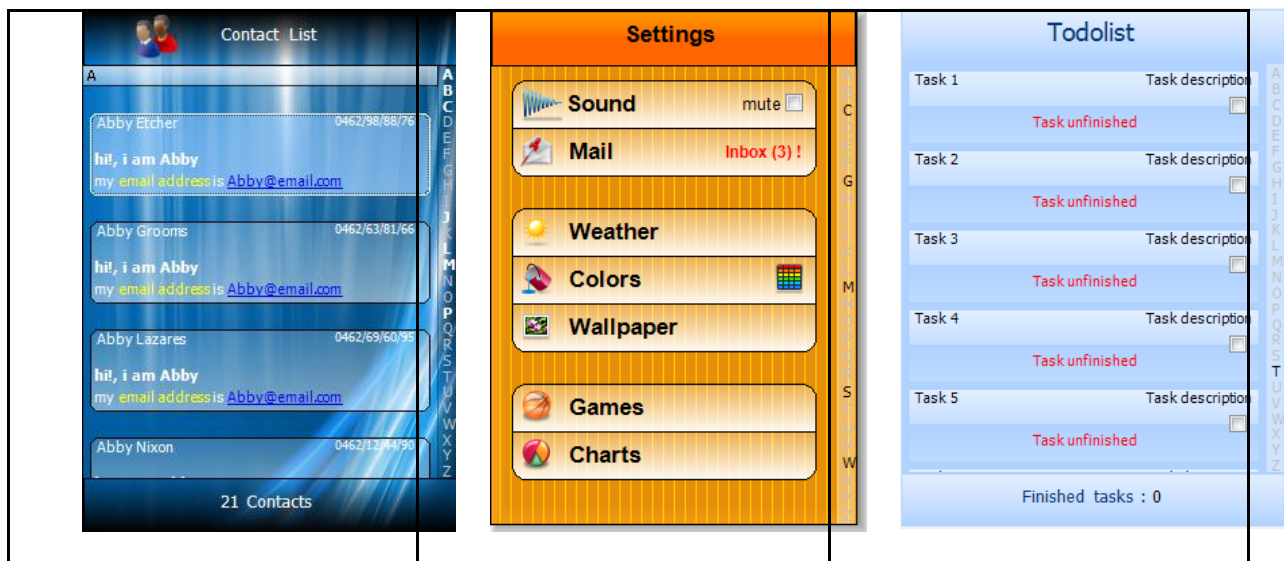 Contact List
A
Abby Etcher 0462/98/88/76
hi!, i am Abby
my email address is Abby@email.com
Abby Grooms 0462/63/81/66
hi!, i am Abby
my email address is Abby@email.com
Abby Lazares 0462/69/60/95
hi!, i am Abby
my email address is Abby@email.com
Abby Nixon 0462/12/44/90
21 Contacts
A
B
C
D
E
F
G
H
I
J
K
L
M
N
O
P
Q
R
S
T
U
V
W
X
Y
Z
Settings
Sound mute
Mail Inbox (3) !
Weather
Colors
Wallpaper
Games
Charts
C
G
M
S
W
Todolist
Task 1 Task description
Task unfinished
Task 2 Task description
Task unfinished
Task 3 Task description
Task unfinished
Task 4 Task description
Task unfinished
Task 5 Task description
Task unfinished
Finished tasks : 0
A
B
C
D
E
F
G
H
I
J
K
L
M
N
O
P
Q
R
S
T
U
V
W
X
Y
Z